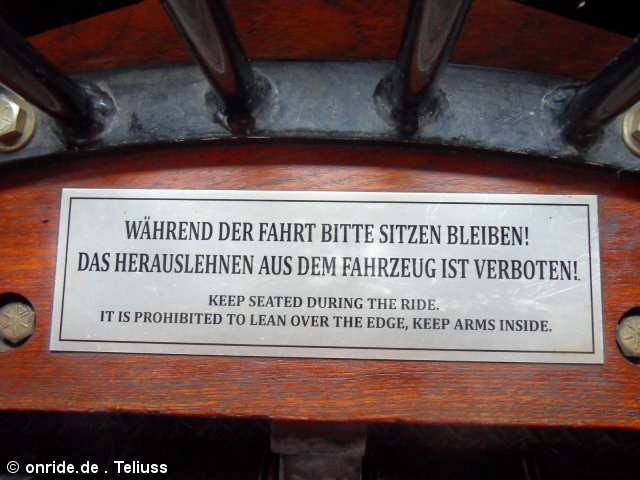 WÄHREND DER FAHRT BITTE SITZEN BLEIBEN!
DAS HERAUSLEHNEN AUS DEM FAHRZEUG IST VERBOTEN!
KEEP SEATED DURING THE RIDE.
IT IS PROHIBITED TO LEAN OVER THE EDGE, KEEP ARMS INSIDE.
© onride.de . Teliuss